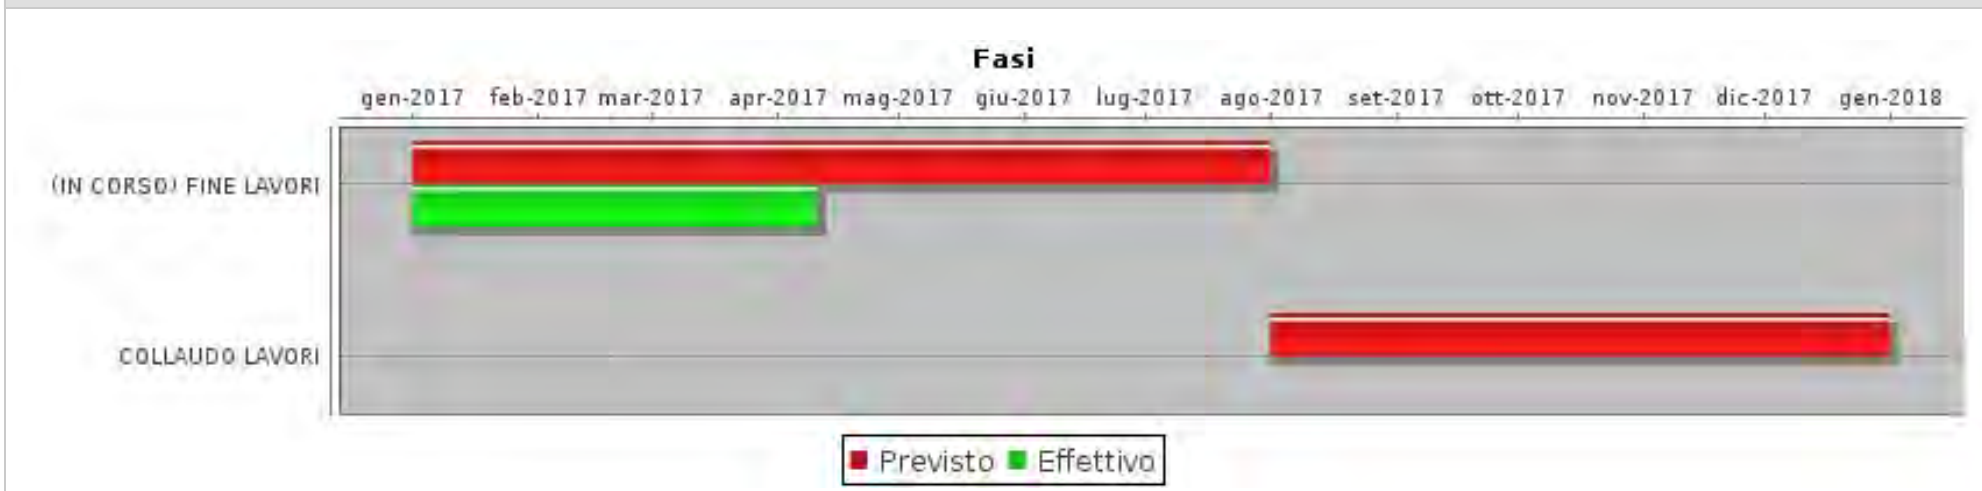 Fasi
gen-2017 feb-2017 mar-2017 apr-2017 mag-2017 giu-2017 lug-2017 ago-2017 set-2017 ott-2017 nov-2017 dic-2017 gen-2018
(IN CORSO) FINE LAVORI
COLLAUDO LAVORI
Previsto Effettivo